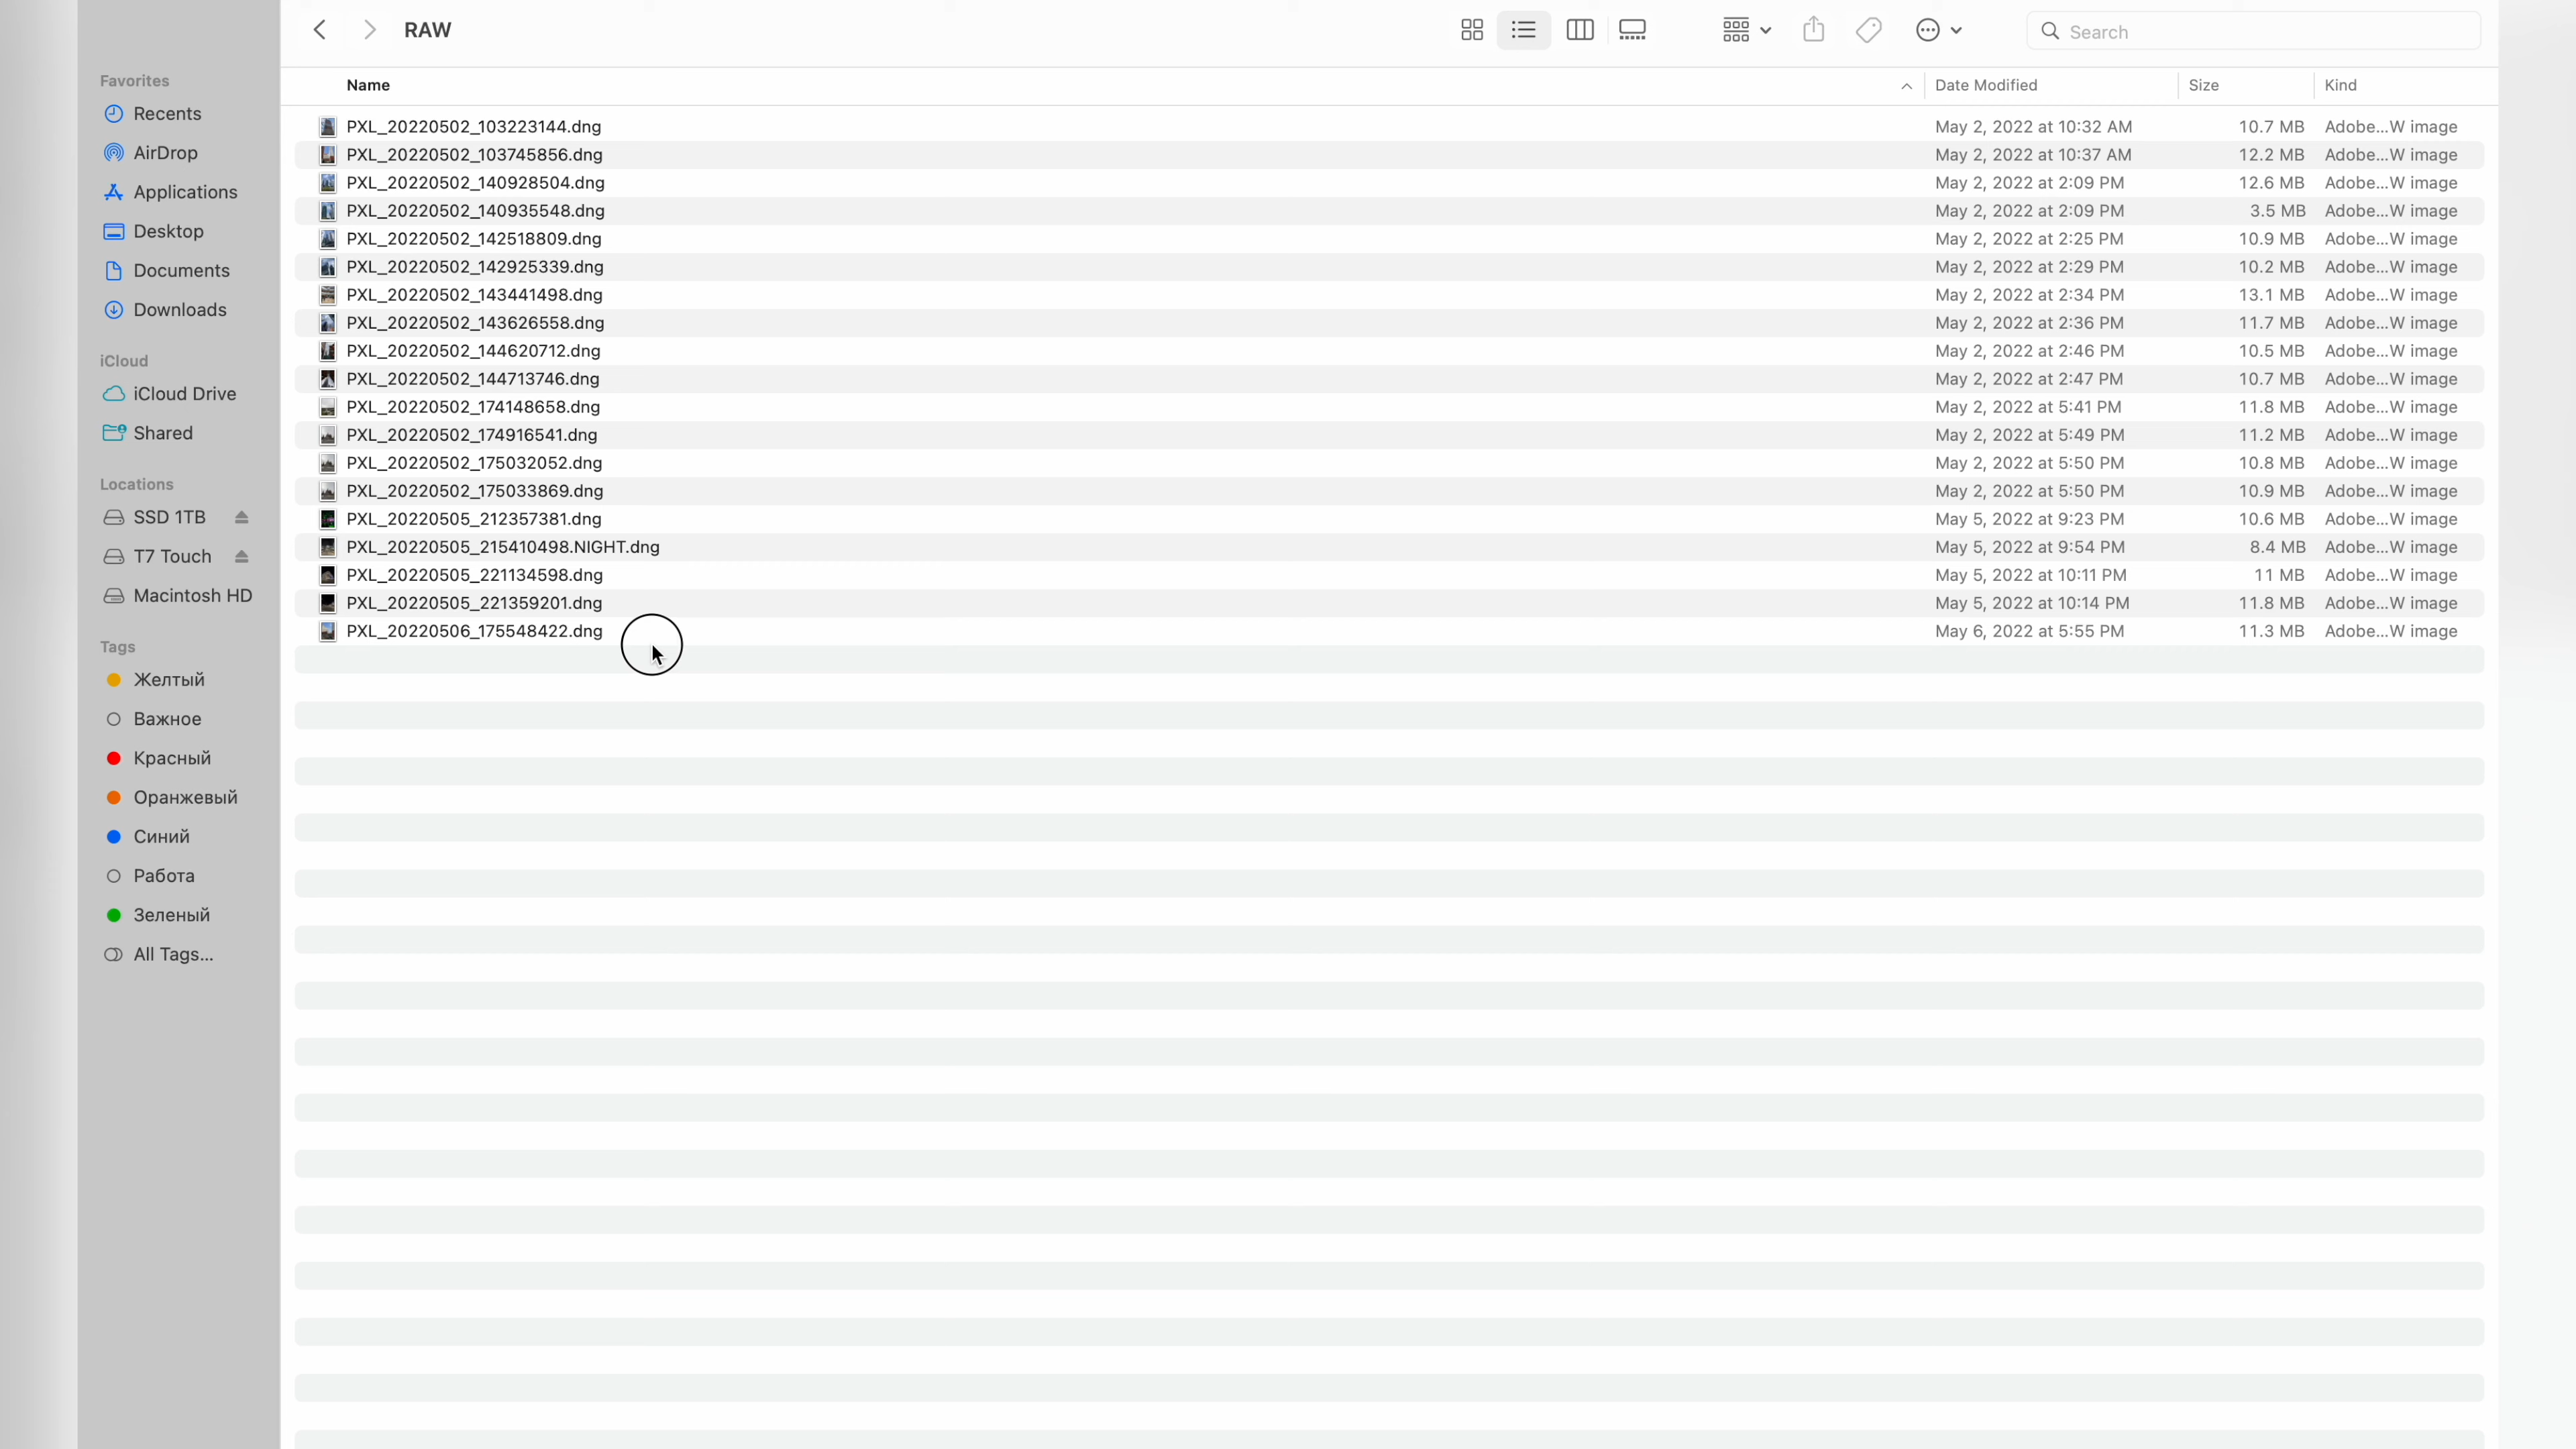 RAW
Search
Favorites
Recents
AirDrop
Applications
Desktop
Documents
Downloads
iCloud
iCloud Drive
Shared
Locations
SSD 1TB
T7 Touch
Macintosh HD
Tags
Желтый
Важное
Красный
Оранжевый
Синий
Работа
Зеленый
All Tags...
Name Date Modified Size Kind
PXL_20220502_103223144.dng May 2, 2022 at 10:32 AM 10.7 MB Adobe...W image
PXL_20220502_103745856.dng May 2, 2022 at 10:37 AM 12.2 MB Adobe...W image
PXL_20220502_140928504.dng May 2, 2022 at 2:09 PM 12.6 MB Adobe...W image
PXL_20220502_140935548.dng May 2, 2022 at 2:09 PM 3.5 MB Adobe...W image
PXL_20220502_142518809.dng May 2, 2022 at 2:25 PM 10.9 MB Adobe...W image
PXL_20220502_142925339.dng May 2, 2022 at 2:29 PM 10.2 MB Adobe...W image
PXL_20220502_143441498.dng May 2, 2022 at 2:34 PM 13.1 MB Adobe...W image
PXL_20220502_143626558.dng May 2, 2022 at 2:36 PM 11.7 MB Adobe...W image
PXL_20220502_144620712.dng May 2, 2022 at 2:46 PM 10.5 MB Adobe...W image
PXL_20220502_144713746.dng May 2, 2022 at 2:47 PM 10.7 MB Adobe...W image
PXL_20220502_174148658.dng May 2, 2022 at 5:41 PM 11.8 MB Adobe...W image
PXL_20220502_174916541.dng May 2, 2022 at 5:49 PM 11.2 MB Adobe...W image
PXL_20220502_175032052.dng May 2, 2022 at 5:50 PM 10.8 MB Adobe...W image
PXL_20220502_175033869.dng May 2, 2022 at 5:50 PM 10.9 MB Adobe...W image
PXL_20220505_212357381.dng May 5, 2022 at 9:23 PM 10.6 MB Adobe...W image
PXL_20220505_215410498.NIGHT.dng May 5, 2022 at 9:54 PM 8.4 MB Adobe...W image
PXL_20220505_221134598.dng May 5, 2022 at 10:11 PM 11 MB Adobe...W image
PXL_20220505_221359201.dng May 5, 2022 at 10:14 PM 11.8 MB Adobe...W image
PXL_20220506_175548422.dng May 6, 2022 at 5:55 PM 11.3 MB Adobe...W image